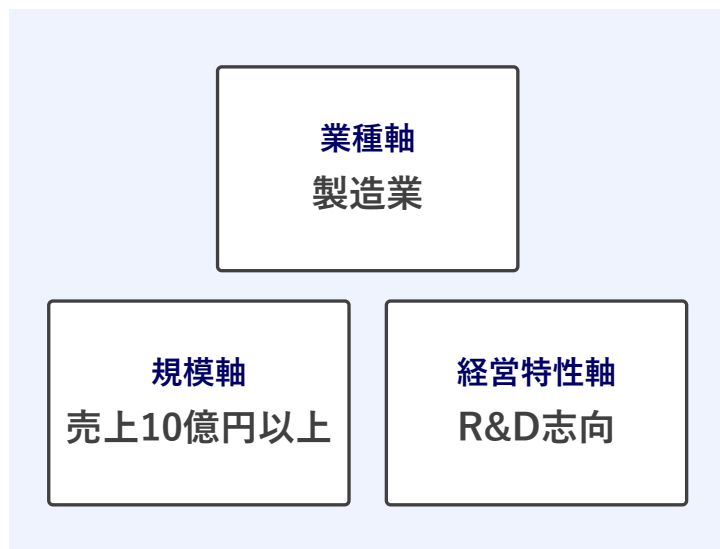 業種軸
製造業
規模軸
売上10億円以上
経営特性軸
R&D志向